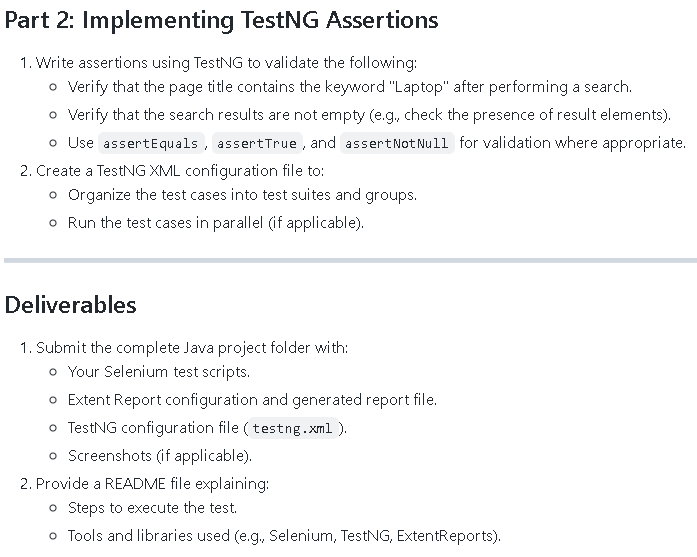 Part 2: Implementing TestNG Assertions
1. Write assertions using TestNG to validate the following:
Verify that the page title contains the keyword "Laptop" after performing a search.
Verify that the search results are not empty (e.g., check the presence of result elements).
Use assertEquals, assertTrue, and assertNotNull for validation where appropriate.
2. Create a TestNG XML configuration file to:
Organize the test cases into test suites and groups.
Run the test cases in parallel (if applicable).
Deliverables
1. Submit the complete Java project folder with:
Your Selenium test scripts.
Extent Report configuration and generated report file.
TestNG configuration file (testng.xml).
Screenshots (if applicable).
2. Provide a README file explaining:
Steps to execute the test.
Tools and libraries used (e.g., Selenium, TestNG, ExtentReports).